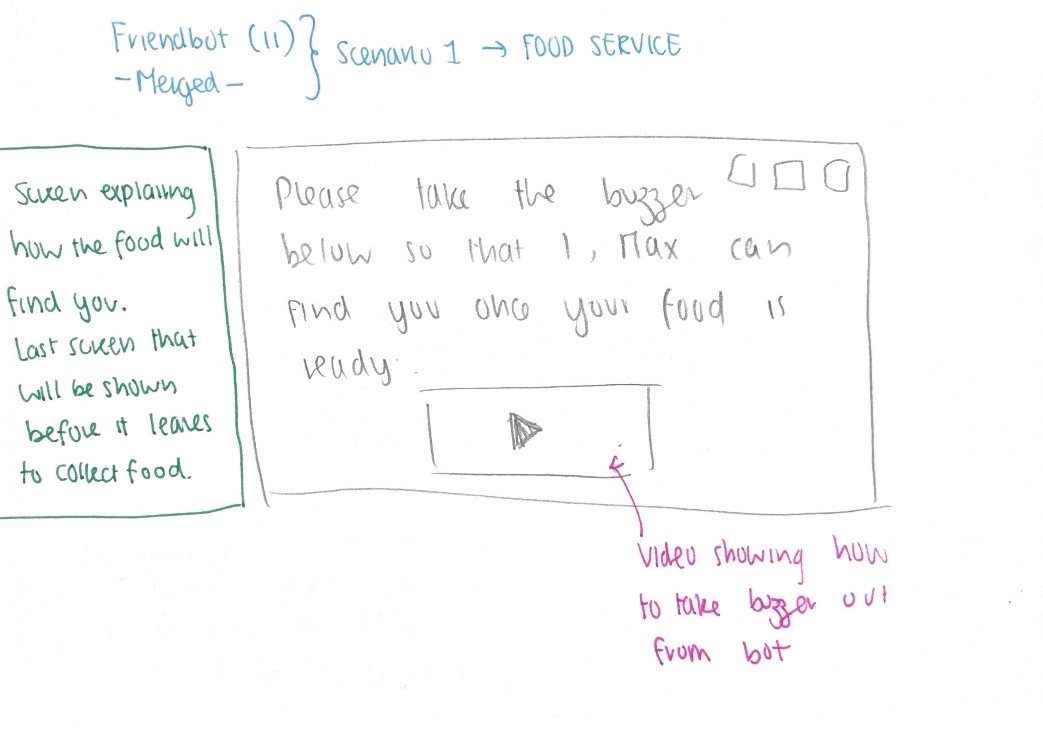 Friendbot (11)
-Merged-
Scenario 1 → FOOD SERVICE
Screen explaining
how the food will
find you.
Last screen that
will be shown
before it leaves
to collect food.
Please take the buzzer
below so that I, Max can
find you once your food is
ready.
Video showing how
to take buzzer out
from bot